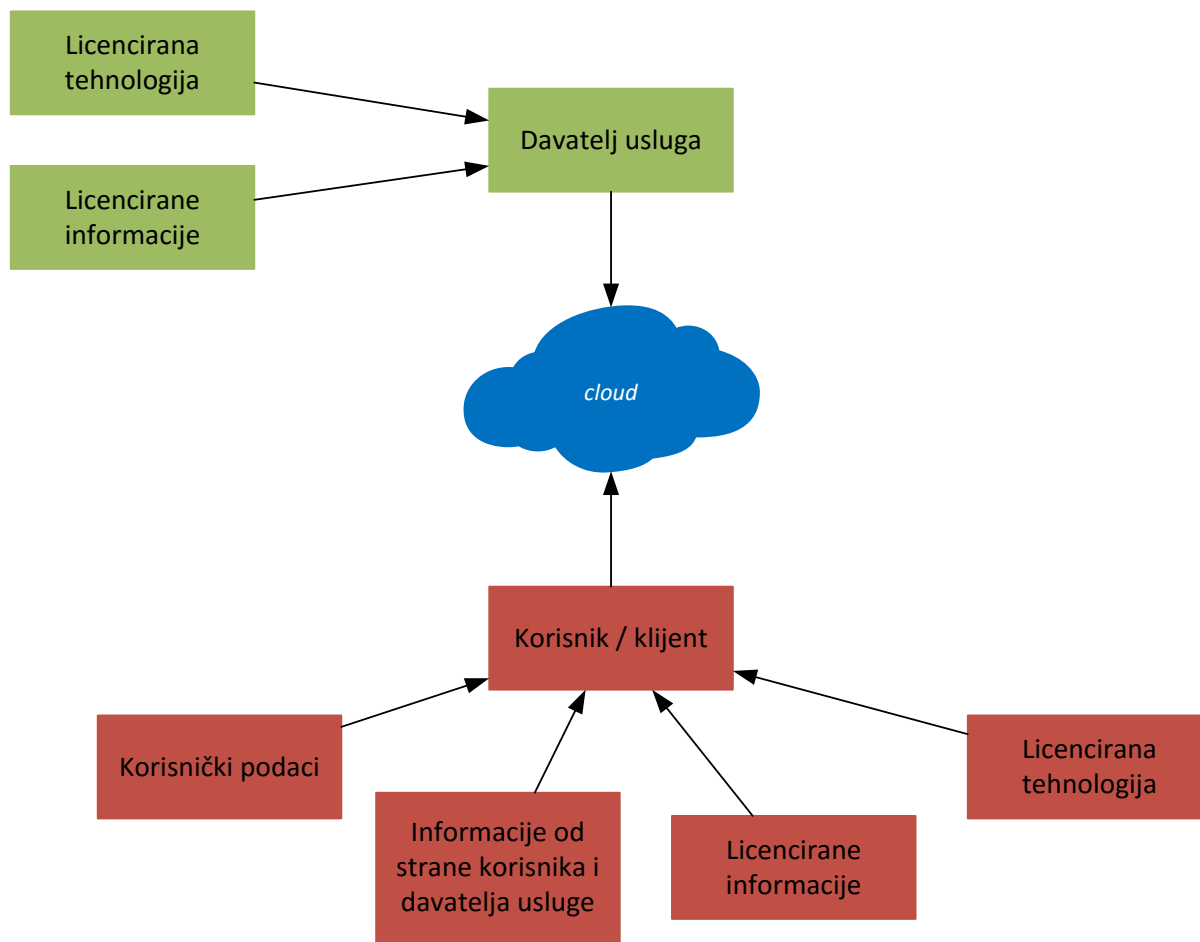 Licencirana
tehnologija
Davatelj usluga
Licencirane
informacije
cloud
Korisnik / klijent
Korisnički podaci
Informacije od
strane korisnika i
davatelja usluge
Licencirane
informacije
Licencirana
tehnologija